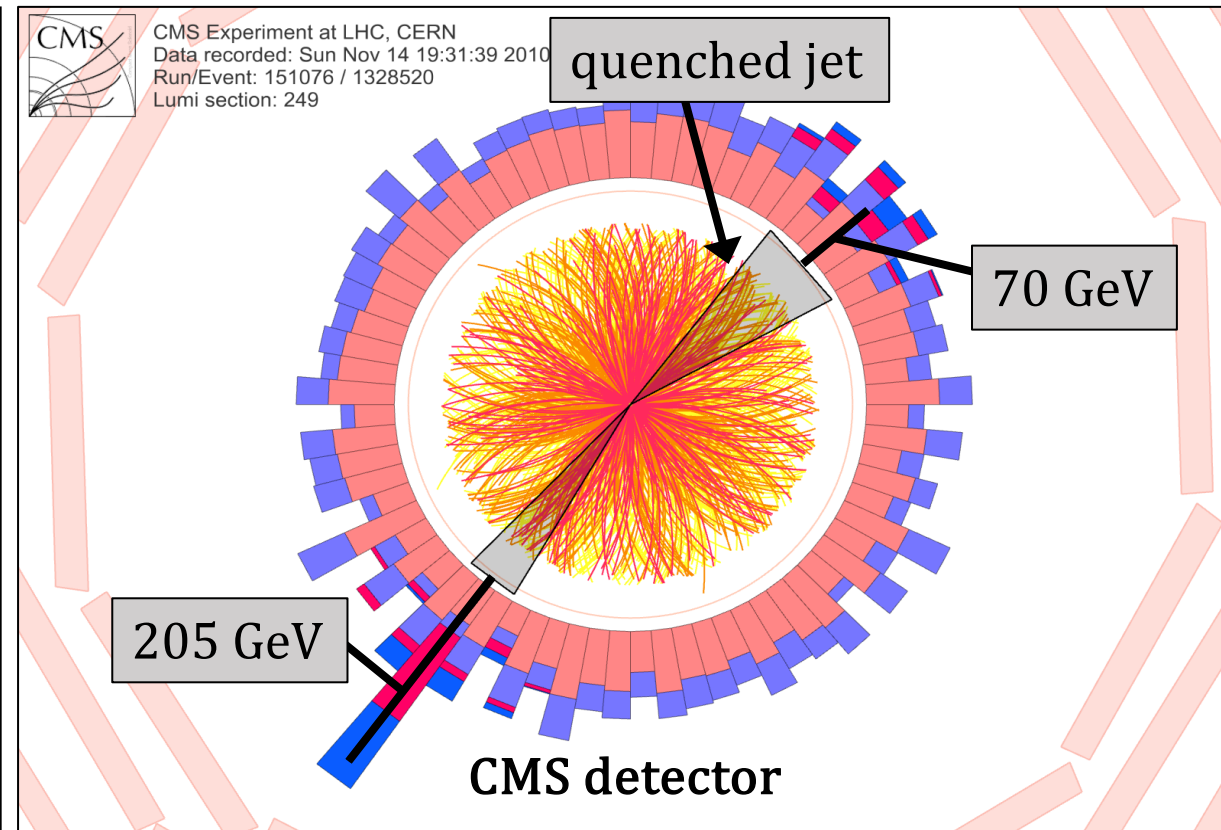 CMS
CMS Experiment at LHC, CERN
Data recorded: Sun Nov 14 19:31:39 2010
Run/Event: 151076 / 1328520
Lumi section: 249
quenched jet
70 GeV
205 GeV
CMS detector